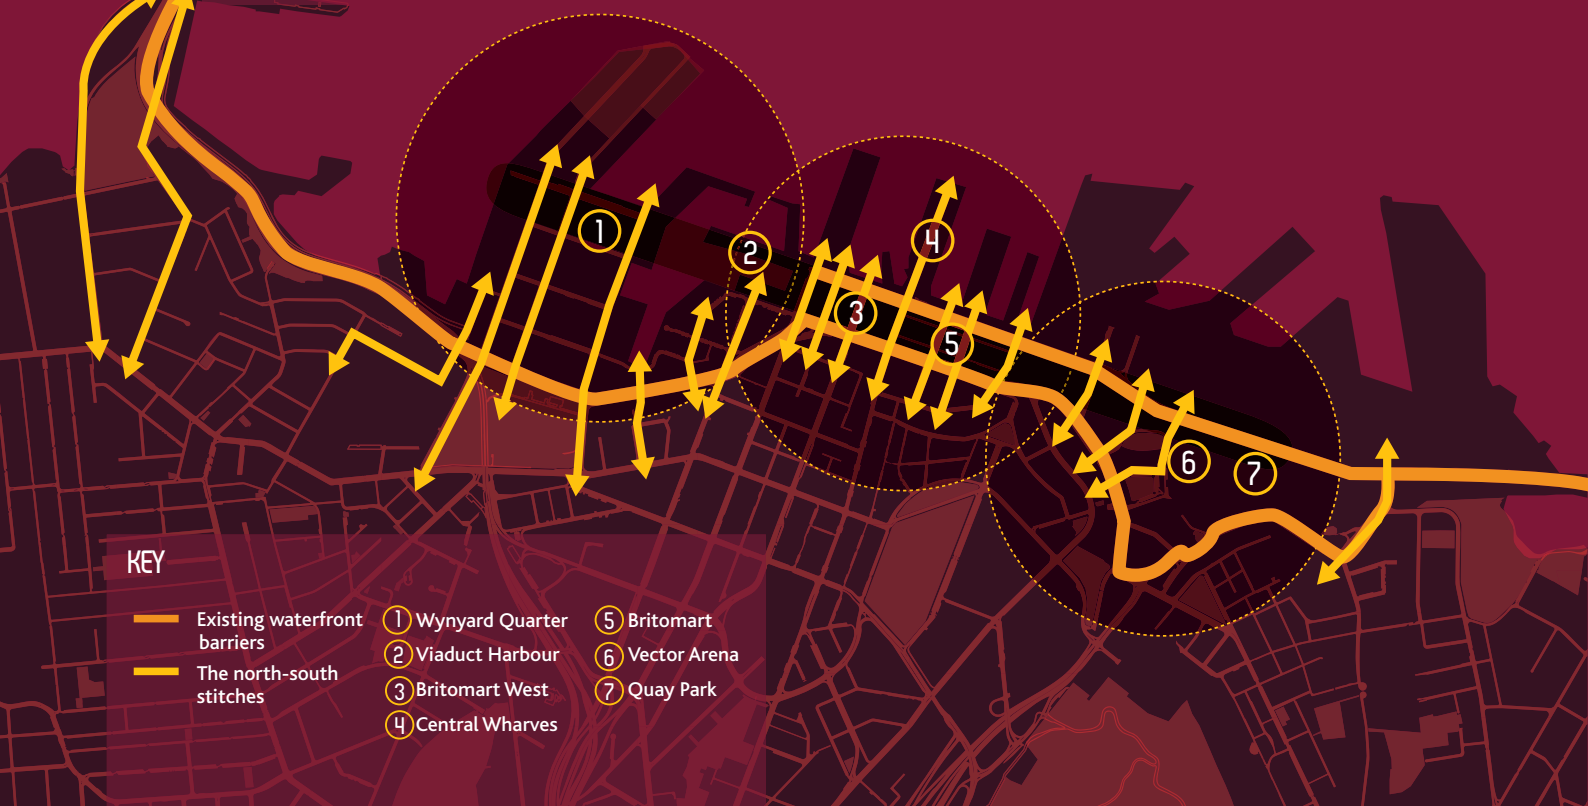 1
2
4
3
5
6
7
KEY
Existing waterfront
barriers
The north-south
stitches
1 Wynyard Quarter
2 Viaduct Harbour
3 Britomart West
4 Central Wharves
5 Britomart
6 Vector Arena
7 Quay Park